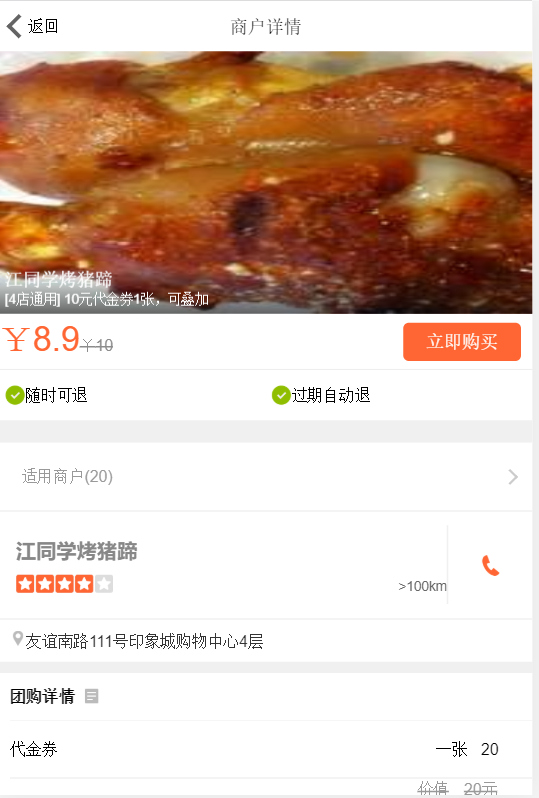 返回 商户详情
江同学烤猪蹄
[4店通用] 10元代金券1张，可叠加
￥8.9￥10 立即购买
随时可退 过期自动退
适用商户(20)
江同学烤猪蹄
>100km
友谊南路111号印象城购物中心4层
团购详情
代金券 一张 20
价值 20元